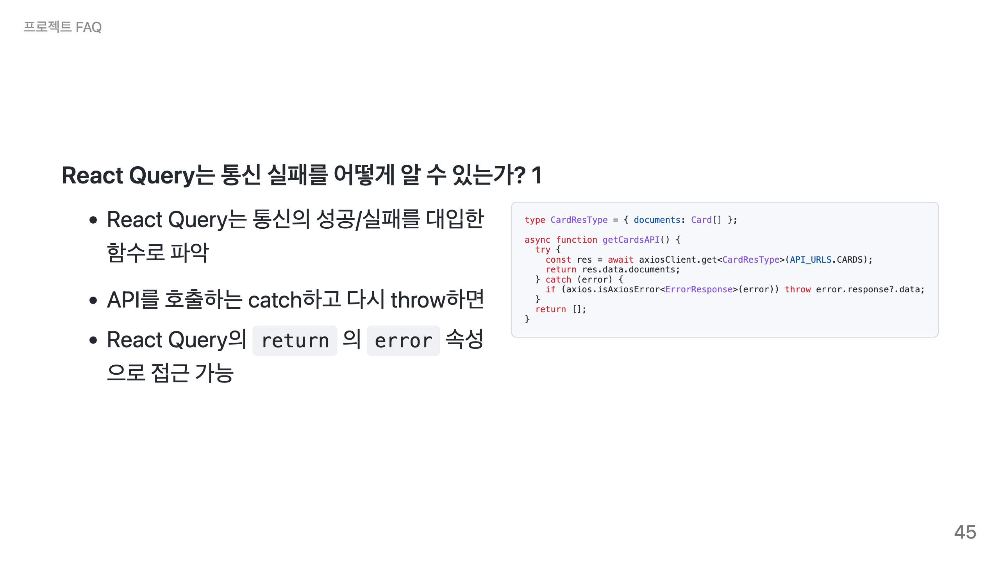 프로젝트 FAQ
React Query는 통신 실패를 어떻게 알 수 있는가? 1
• React Query는 통신의 성공/실패를 대입한
함수로 파악
• API를 호출하는 catch하고 다시 throw하면
• React Query의 return 의 error 속성
으로 접근 가능
type CardResType = { documents: Card[] };
async function getCardsAPI() {
  try {
    const res = await axiosClient.get<CardResType>(API_URLS.CARDS);
    return res.data.documents;
  } catch (error) {
    if (axios.isAxiosError<ErrorResponse>(error)) throw error.response?.data;
  }
  return [];
}
45